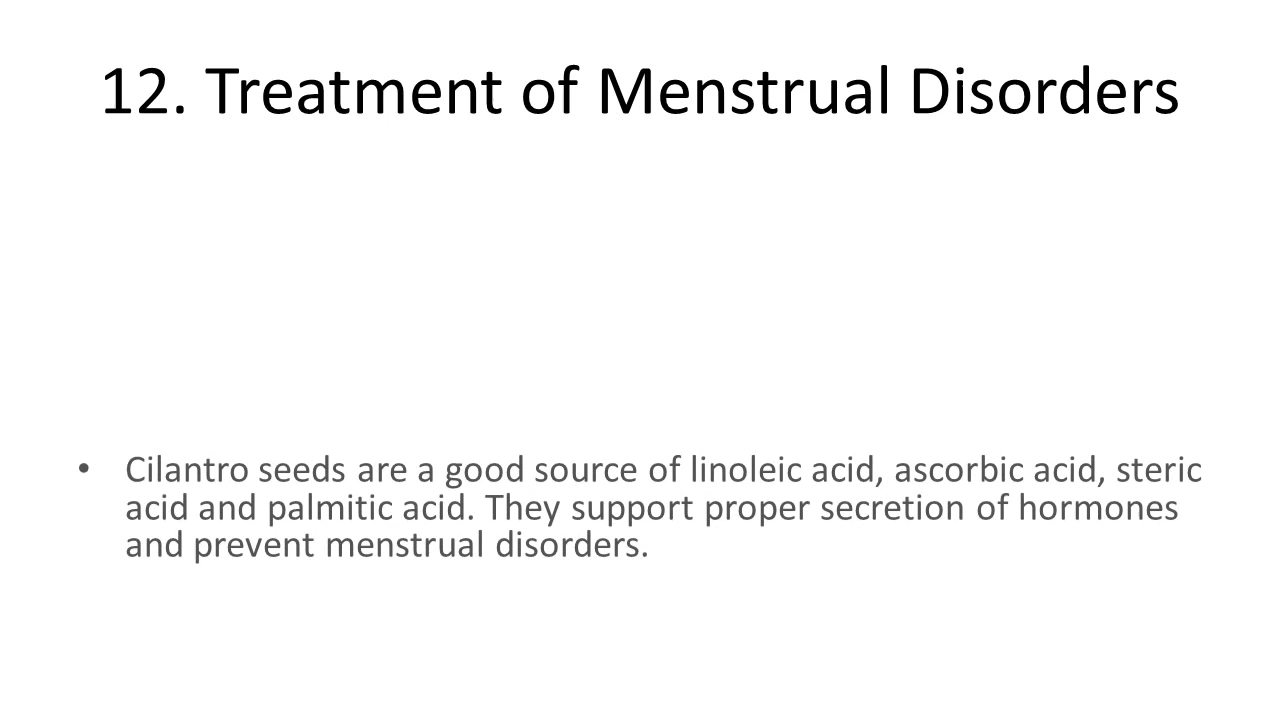 12. Treatment of Menstrual Disorders
• Cilantro seeds are a good source of linoleic acid, ascorbic acid, steric
acid and palmitic acid. They support proper secretion of hormones
and prevent menstrual disorders.